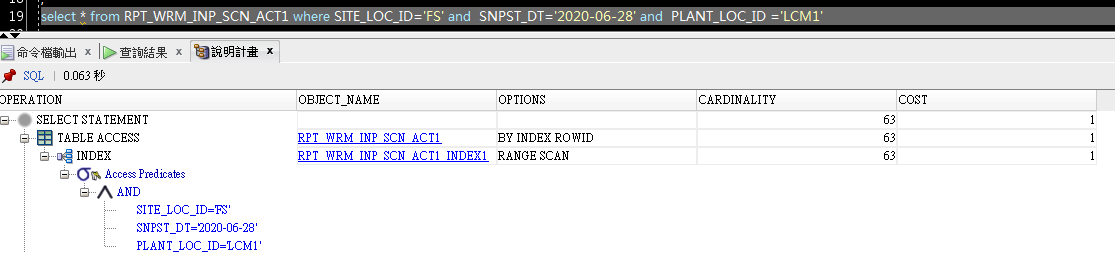 19 select * from RPT_WRM_INP_SCN_ACT1 where SITE_LOC_ID='FS' and SNPST_DT='2020-06-28' and PLANT_LOC_ID ='LCM1'
命令檔輸出 × 查詢結果 × 說明計畫 ×
SQL | 0.063 秒
OPERATION OBJECT_NAME OPTIONS CARDINALITY COST
SELECT STATEMENT 63 1
TABLE ACCESS RPT_WRM_INP_SCN_ACT1 BY INDEX ROWID 63 1
INDEX RPT_WRM_INP_SCN_ACT1_INDEX1 RANGE SCAN 63 1
Access Predicates
AND
SITE_LOC_ID='FS'
SNPST_DT='2020-06-28'
PLANT_LOC_ID='LCM1'